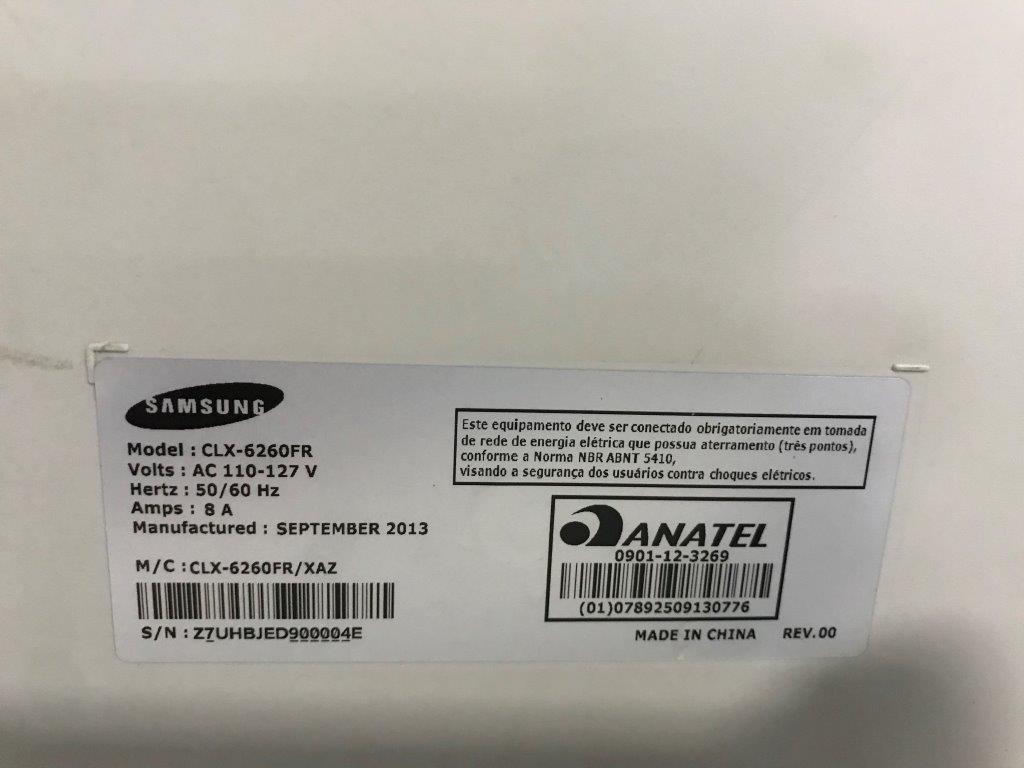 SAMSUNG
Model : CLX-6260FR
Volts : AC 110-127 V
Hertz : 50/60 Hz
Amps : 8 A
Manufactured : SEPTEMBER 2013
M/C : CLX-6260FR/XAZ
S/N : Z7UHBJED900004E
Este equipamento deve ser conectado obrigatoriamente em tomada
de rede de energia elétrica que possua aterramento (três pontos),
conforme a Norma NBR ABNT 5410,
visando a segurança dos usuários contra choques elétricos.
ANATEL
0901-12-3269
(01)07892509130776
MADE IN CHINA REV.00